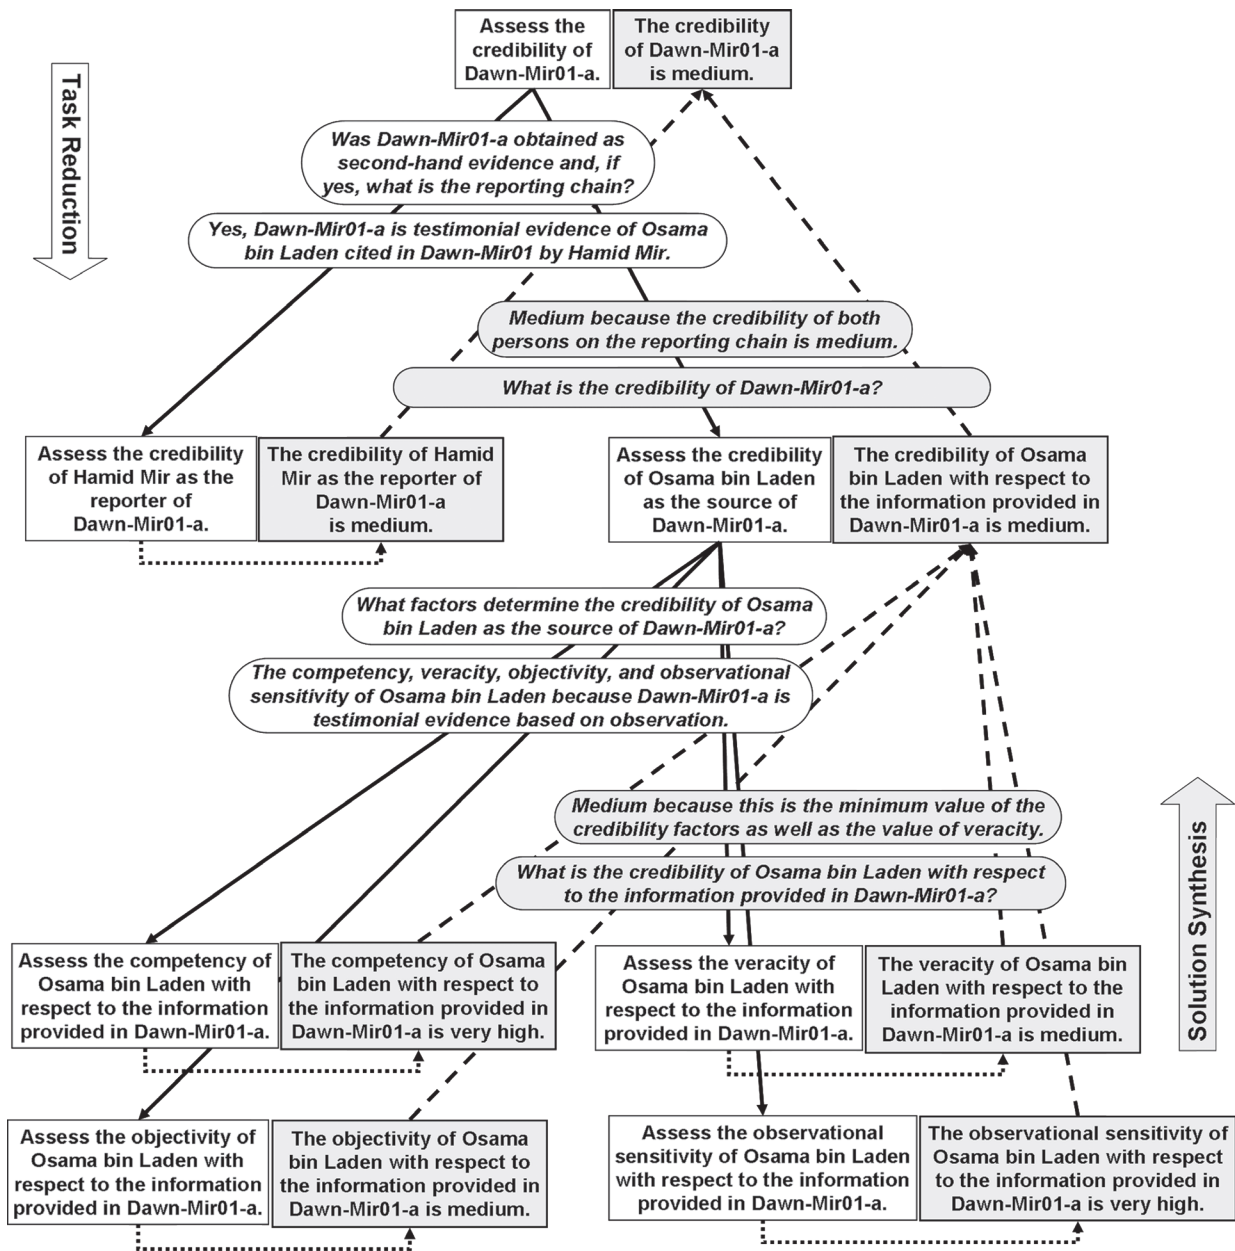 Assess the
credibility of
Dawn-Mir01-a.
The credibility
of Dawn-Mir01-a
is medium.
Task Reduction
Was Dawn-Mir01-a obtained as
second-hand evidence and, if
yes, what is the reporting chain?
Yes, Dawn-Mir01-a is testimonial evidence of Osama
bin Laden cited in Dawn-Mir01 by Hamid Mir.
Medium because the credibility of both
persons on the reporting chain is medium.
What is the credibility of Dawn-Mir01-a?
Assess the credibility
of Hamid Mir as the
reporter of
Dawn-Mir01-a.
The credibility of Hamid
Mir as the reporter of
Dawn-Mir01-a
is medium.
Assess the credibility
of Osama bin Laden
as the source of
Dawn-Mir01-a.
The credibility of Osama
bin Laden with respect to
the information provided in
Dawn-Mir01-a is medium.
What factors determine the credibility of Osama
bin Laden as the source of Dawn-Mir01-a?
The competency, veracity, objectivity, and observational
sensitivity of Osama bin Laden because Dawn-Mir01-a is
testimonial evidence based on observation.
Medium because this is the minimum value of the
credibility factors as well as the value of veracity.
What is the credibility of Osama bin Laden with respect
to the information provided in Dawn-Mir01-a?
Solution Synthesis
Assess the competency of
Osama bin Laden with
respect to the information
provided in Dawn-Mir01-a.
The competency of Osama
bin Laden with respect to
the information provided in
Dawn-Mir01-a is very high.
Assess the veracity of
Osama bin Laden with
respect to the information
provided in Dawn-Mir01-a.
The veracity of Osama bin
Laden with respect to the
information provided in
Dawn-Mir01-a is medium.
Assess the objectivity of
Osama bin Laden with
respect to the information
provided in Dawn-Mir01-a.
The objectivity of Osama
bin Laden with respect to
the information provided in
Dawn-Mir01-a is medium.
Assess the observational
sensitivity of Osama bin Laden
with respect to the information
provided in Dawn-Mir01-a.
The observational sensitivity of
Osama bin Laden with respect
to the information provided in
Dawn-Mir01-a is very high.